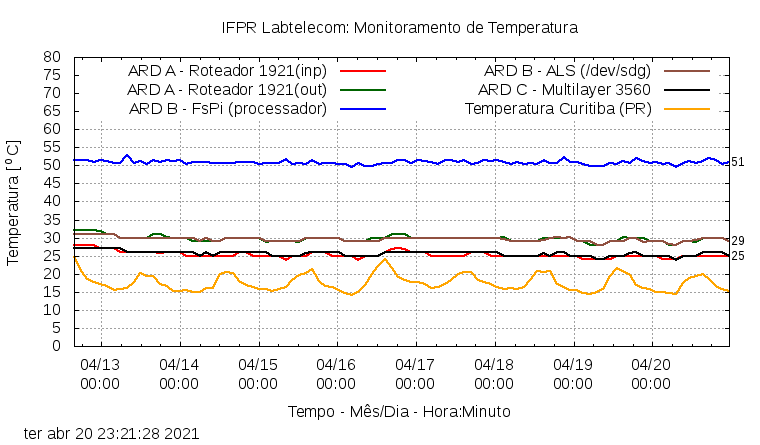 IFPR Labtelecom: Monitoramento de Temperatura
80
75
70
65
60
55
50
45
40
35
30
25
20
15
10
5
0
Temperatura [ ºC]
ARD A - Roteador 1921(inp)
ARD A - Roteador 1921(out)
ARD B - FsPi (processador)
ARD B - ALS (/dev/sdg)
ARD C - Multilayer 3560
Temperatura Curitiba (PR)
51
29
25
04/13 04/14 04/15 04/16 04/17 04/18 04/19 04/20
00:00 00:00 00:00 00:00 00:00 00:00 00:00 00:00
Tempo - Mês/Dia - Hora:Minuto
ter abr 20 23:21:28 2021